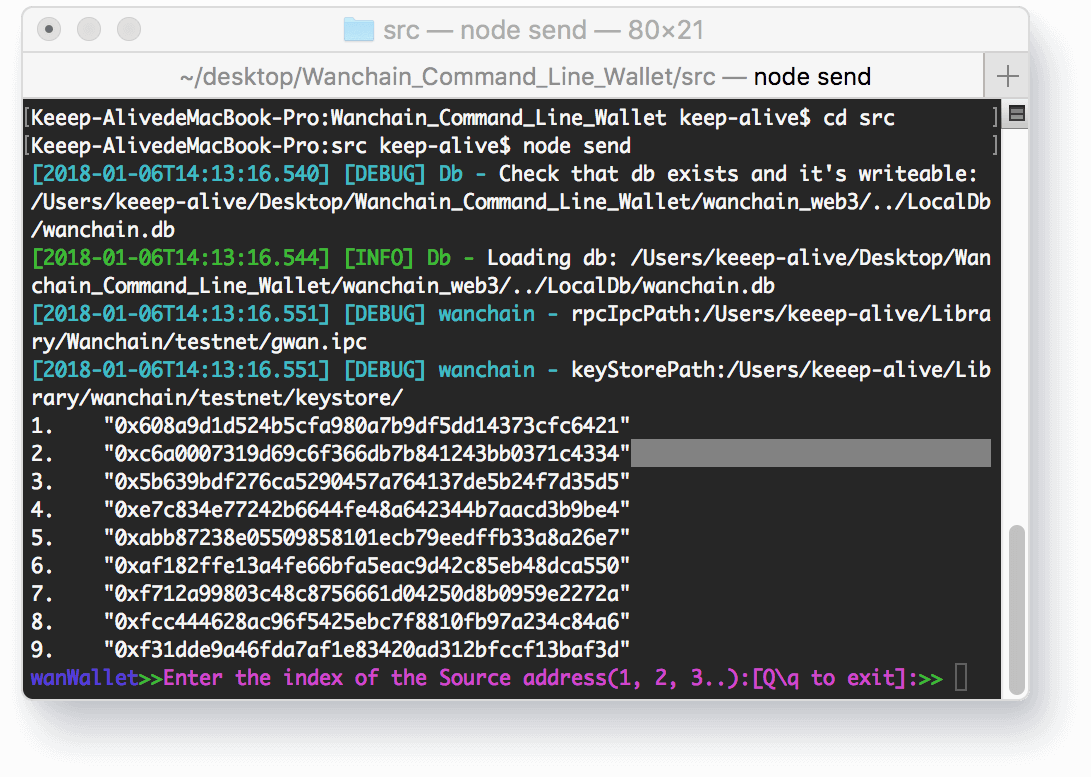 src — node send — 80×21
~/desktop/Wanchain_Command_Line_Wallet/src — node send
[Keeep-AlivedeMacBook-Pro:Wanchain_Command_Line_Wallet keep-alive$ cd src ]
[Keeep-AlivedeMacBook-Pro:src keep-alive$ node send ]
[2018-01-06T14:13:16.540] [DEBUG] Db - Check that db exists and it's writeable:
/Users/keeep-alive/Desktop/Wanchain_Command_Line_Wallet/wanchain_web3/../LocalDb
/wanchain.db
[2018-01-06T14:13:16.544] [INFO] Db - Loading db: /Users/keeep-alive/Desktop/Wan
chain_Command_Line_Wallet/wanchain_web3/../LocalDb/wanchain.db
[2018-01-06T14:13:16.551] [DEBUG] wanchain - rpcIpcPath:/Users/keeep-alive/Libra
ry/Wanchain/testnet/gwan.ipc
[2018-01-06T14:13:16.551] [DEBUG] wanchain - keyStorePath:/Users/keeep-alive/Lib
rary/wanchain/testnet/keystore/
1. "0x608a9d1d524b5cfa980a7b9df5dd14373cfc6421"
2. "0xc6a0007319d69c6f366db7b841243bb0371c4334"
3. "0x5b639bdf276ca5290457a764137de5b24f7d35d5"
4. "0xe7c834e77242b6644fe48a642344b7aacd3b9be4"
5. "0xabb87238e05509858101ecb79eedffb33a8a26e7"
6. "0xaf182ffe13a4fe66bfa5eac9d42c85eb48dca550"
7. "0xf712a99803c48c8756661d04250d8b0959e2272a"
8. "0xfcc444628ac96f5425ebc7f8810fb97a234c84a6"
9. "0xf31dde9a46fda7af1e83420ad312bfccf13baf3d"
wanWallet>>Enter the index of the Source address(1, 2, 3..):[Q\q to exit]:>>